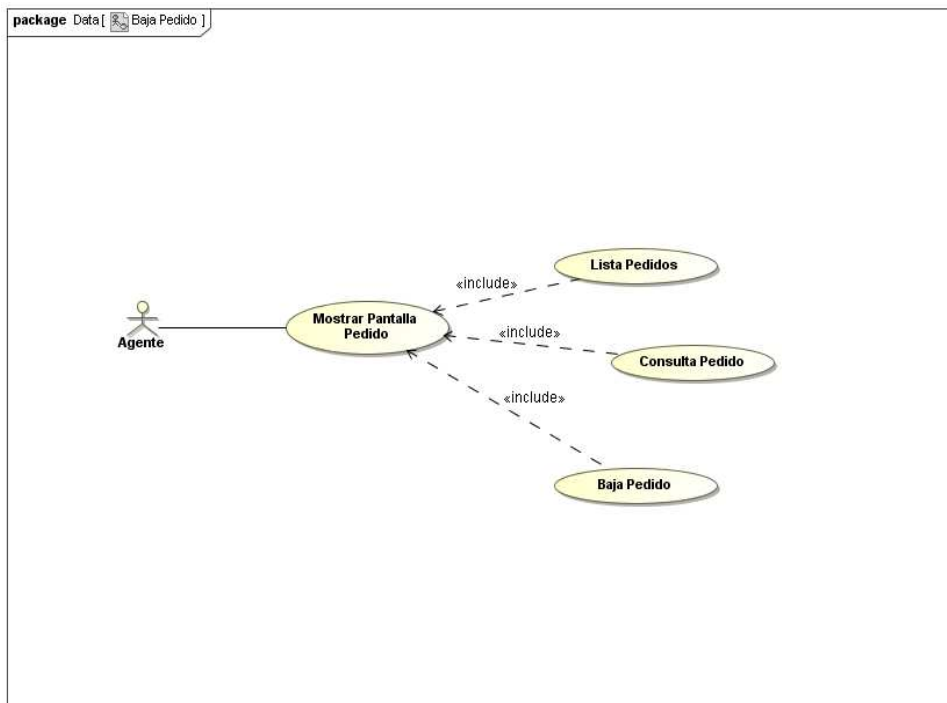 package Data[ Baja Pedido ]
Lista Pedidos
«include»
Mostrar Pantalla
Pedido
«include»
Agente
Consulta Pedido
«include»
Baja Pedido